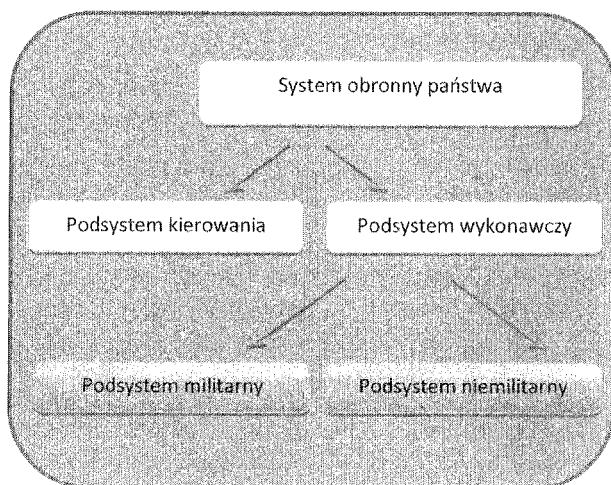 System obronny państwa
Podsystem kierowania
Podsystem wykonawczy
Podsystem militarny
Podsystem niemilitarny